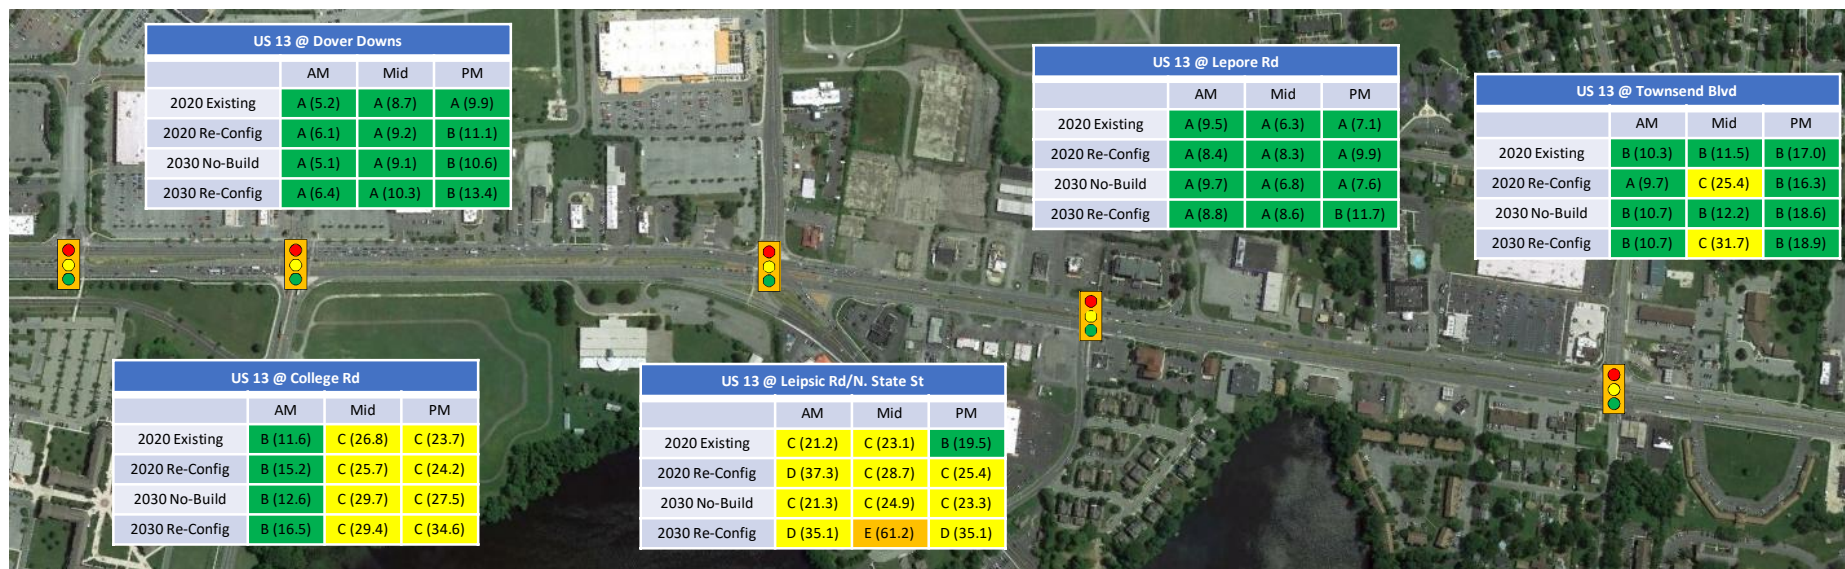 US 13 @ Dover Downs
AM Mid PM
2020 Existing A (5.2) A (8.7) A (9.9)
2020 Re-Config A (6.1) A (9.2) B (11.1)
2030 No-Build A (5.1) A (9.1) B (10.6)
2030 Re-Config A (6.4) A (10.3) B (13.4)
US 13 @ Lepore Rd
AM Mid PM
2020 Existing A (9.5) A (6.3) A (7.1)
2020 Re-Config A (8.4) A (8.3) A (9.9)
2030 No-Build A (9.7) A (6.8) A (7.6)
2030 Re-Config A (8.8) A (8.6) B (11.7)
US 13 @ Townsend Blvd
AM Mid PM
2020 Existing B (10.3) B (11.5) B (17.0)
2020 Re-Config A (9.7) C (25.4) B (16.3)
2030 No-Build B (10.7) B (12.2) B (18.6)
2030 Re-Config B (10.7) C (31.7) B (18.9)
US 13 @ College Rd
AM Mid PM
2020 Existing B (11.6) C (26.8) C (23.7)
2020 Re-Config B (15.2) C (25.7) C (24.2)
2030 No-Build B (12.6) C (29.7) C (27.5)
2030 Re-Config B (16.5) C (29.4) C (34.6)
US 13 @ Leipsic Rd/N. State St
AM Mid PM
2020 Existing C (21.2) C (23.1) B (19.5)
2020 Re-Config D (37.3) C (28.7) C (25.4)
2030 No-Build C (21.3) C (24.9) C (23.3)
2030 Re-Config D (35.1) E (61.2) D (35.1)